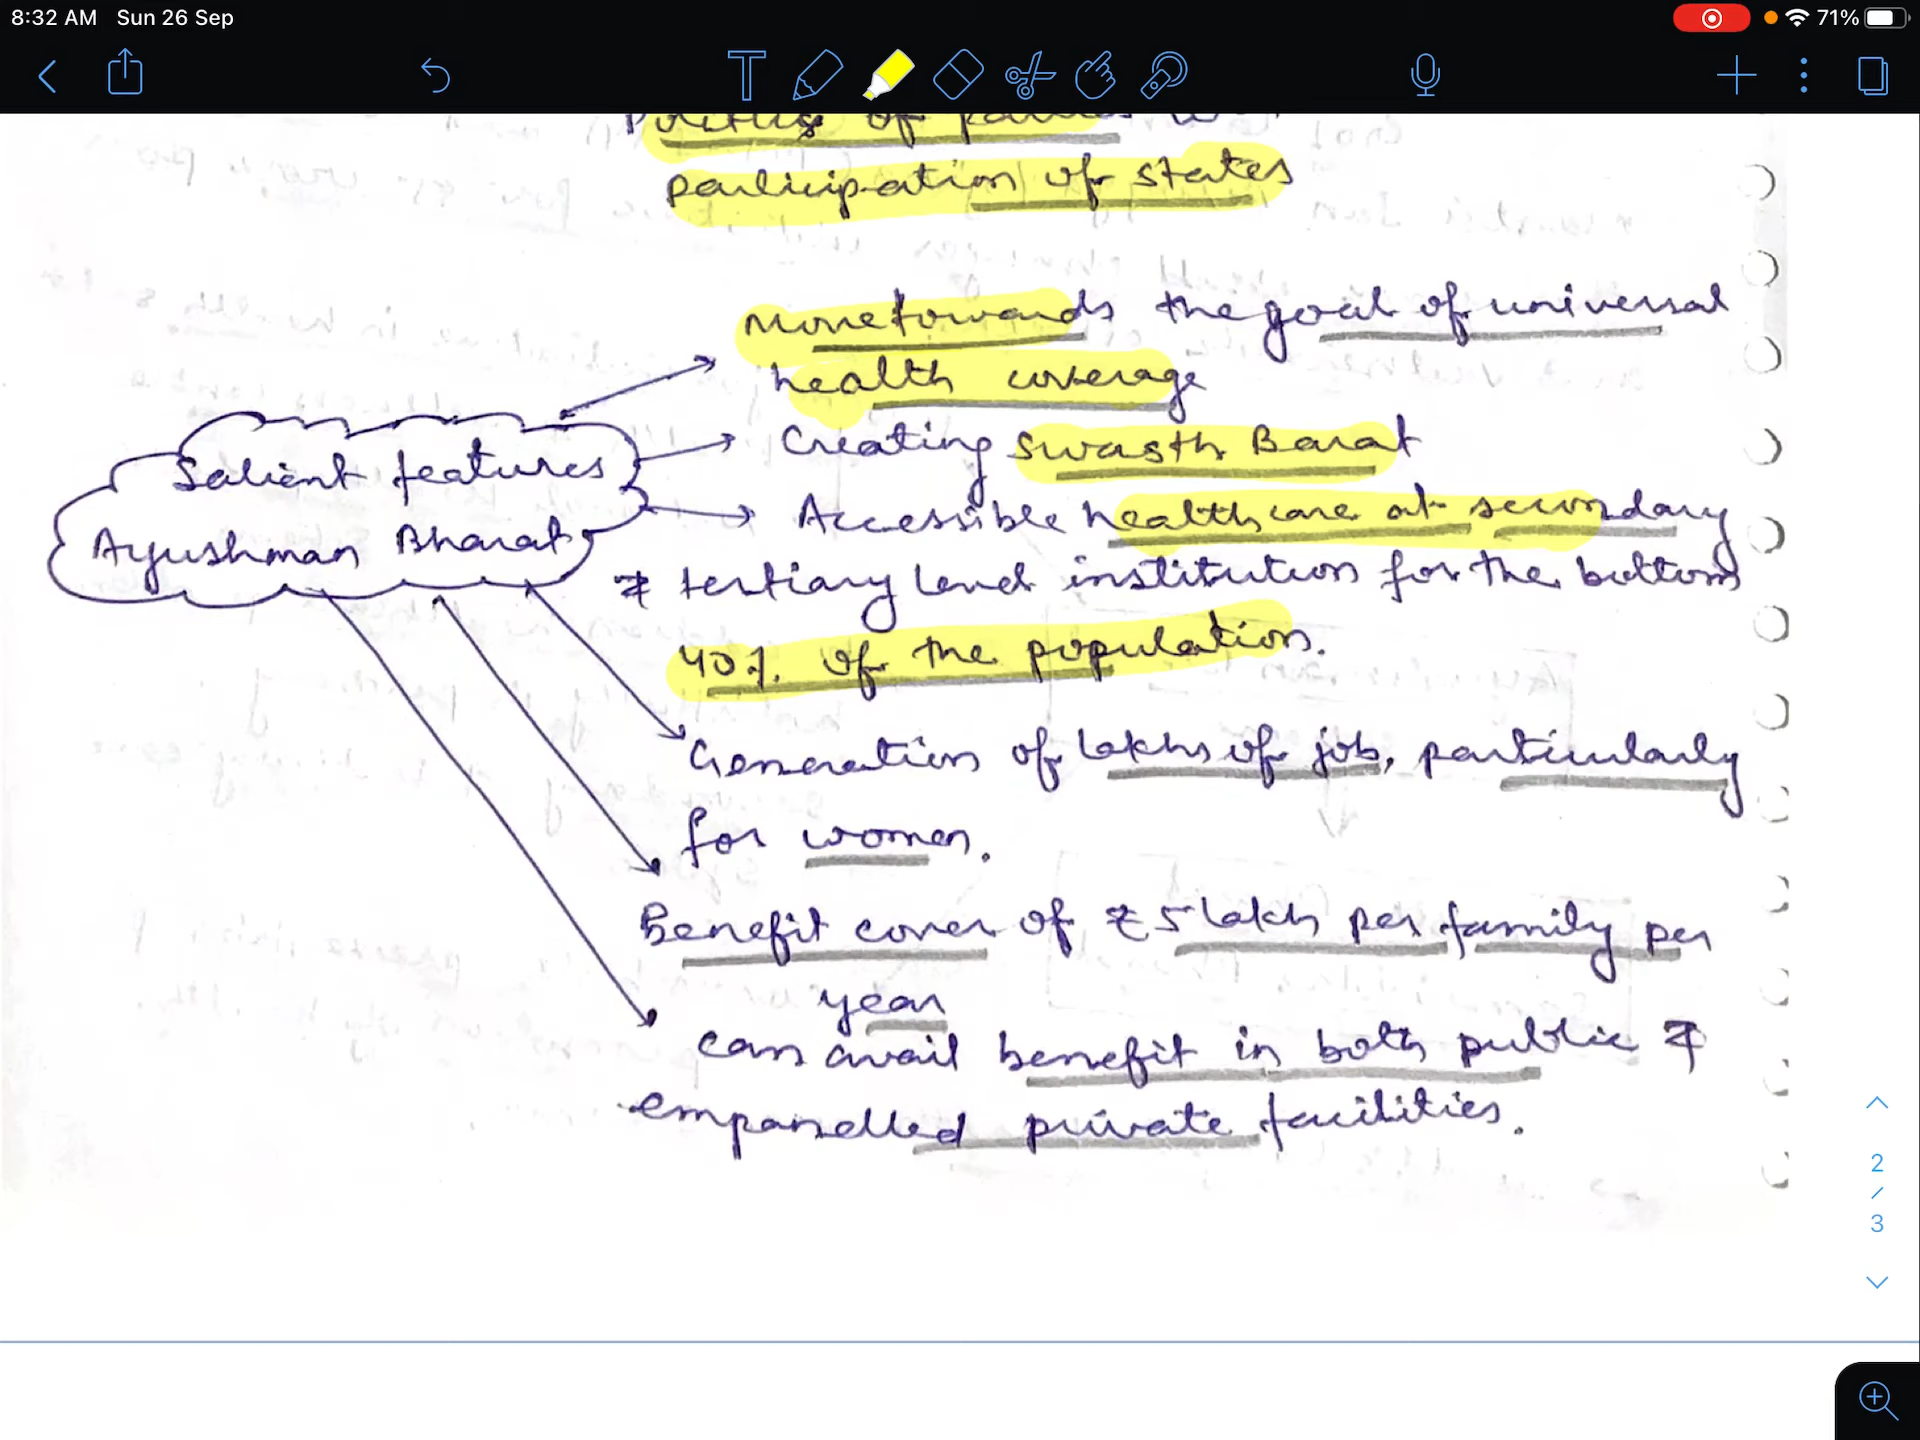 8:32 AM Sun 26 Sep
71%
of
participation of states
Move towards the goal of universal
health coverage
Creating Swasth Barat
Salient features
Ayushman Bharat
Accessible healthcare at secondary
& tertiary level institution for the bottom
40% of the population.
Generation of lakhs of job, particularly
for women.
Benefit cover of ₹5 lakh per family per
year
can avail benefit in both public &
empanelled private facilities.
2
/
3